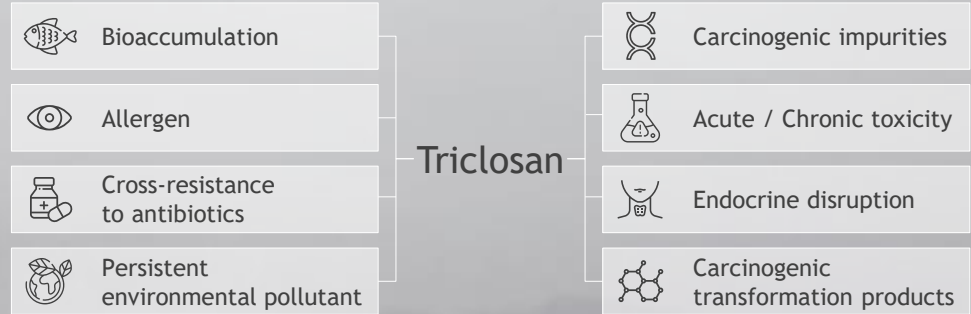 Bioaccumulation
Allergen
Cross-resistance
to antibiotics
Persistent
environmental pollutant
Triclosan
Carcinogenic impurities
Acute / Chronic toxicity
Endocrine disruption
Carcinogenic
transformation products